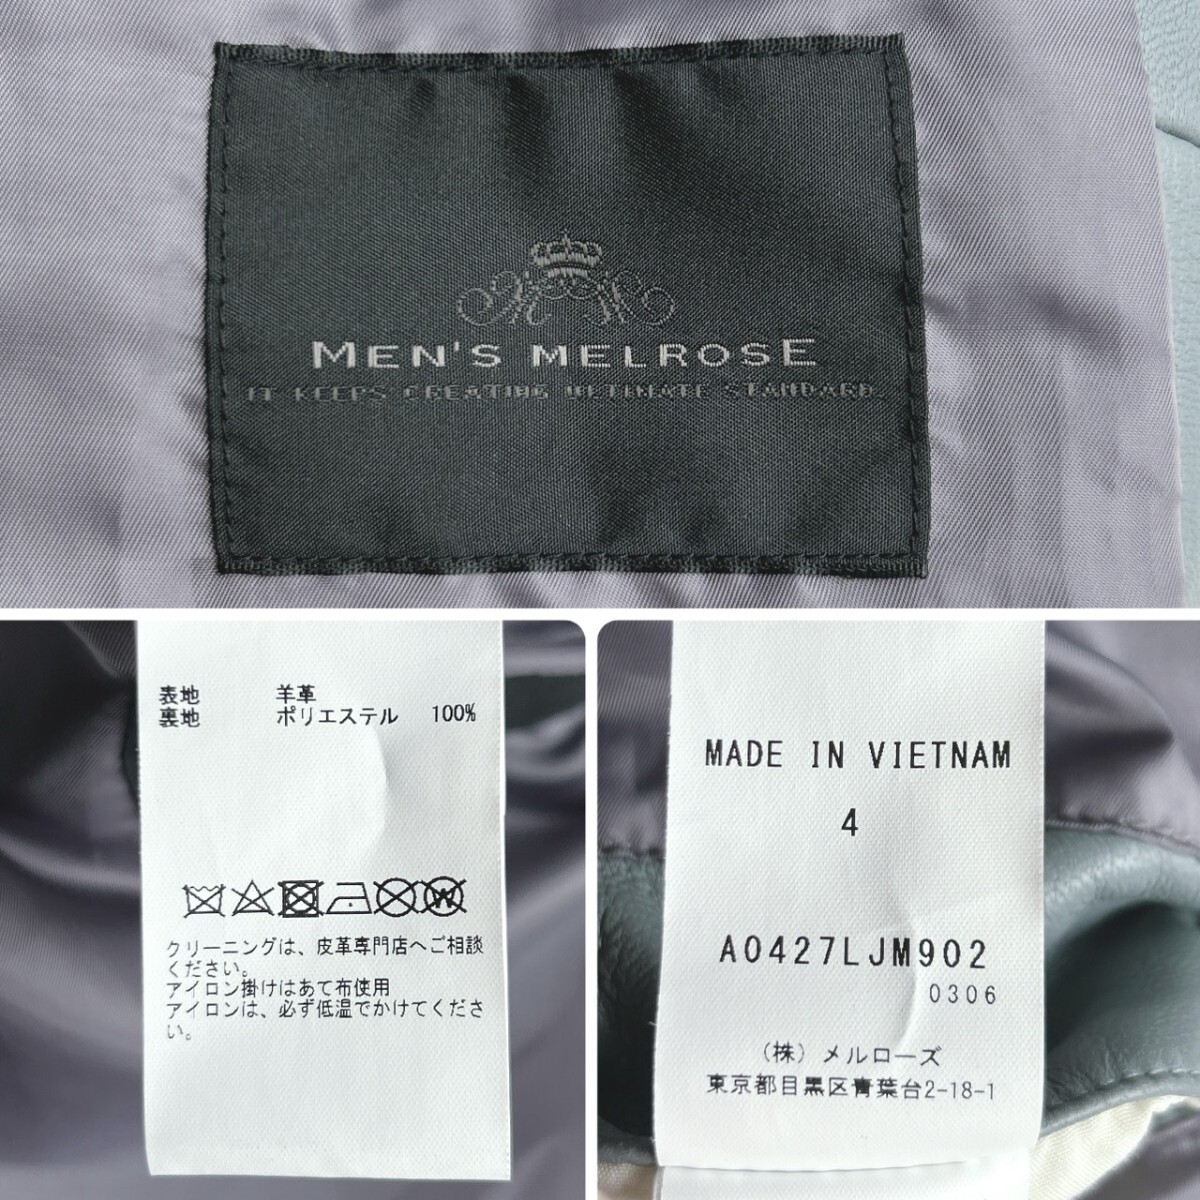 MEN'S MELROSE
IT KEEPS CREATING ULTIMATE STANDARD.
表地 羊革
裏地 ポリエステル 100%
クリーニングは、皮革専門店へご相談
ください。
アイロン掛けはあて布使用
アイロンは、必ず低温でかけてくださ
い。
MADE IN VIETNAM
4
A0427LJM902
0306
(株) メルローズ
東京都目黒区青葉台2-18-1